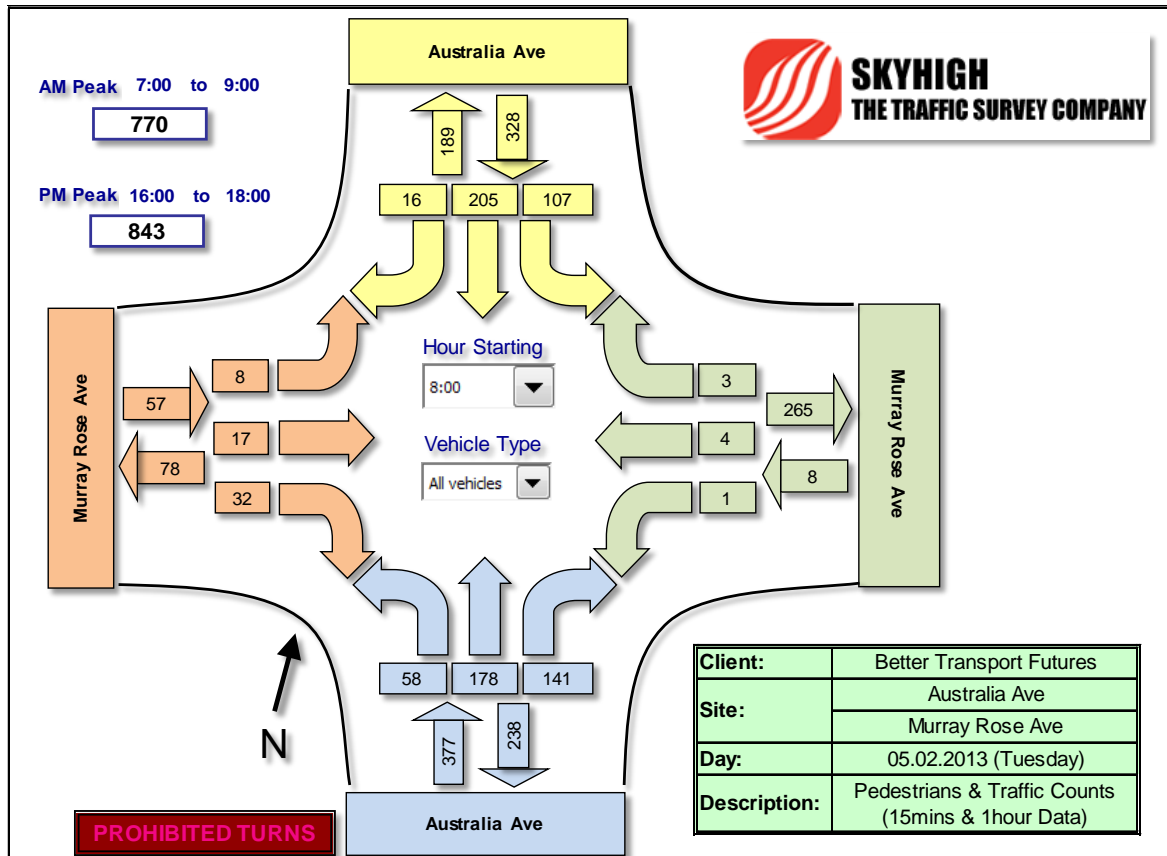 Australia Ave
AM Peak 7:00 to 9:00
770
PM Peak 16:00 to 18:00
843
SKYHIGH
THE TRAFFIC SURVEY COMPANY
189
328
16 205 107
Murray Rose Ave
57
78
8
17
32
Hour Starting
8:00
Vehicle Type
All vehicles
3
4
1
265
8
Murray Rose Ave
58 178 141
377
238
Australia Ave
N
PROHIBITED TURNS
Client: Better Transport Futures
Site: Australia Ave
Murray Rose Ave
Day: 05.02.2013 (Tuesday)
Description: Pedestrians & Traffic Counts
(15mins & 1hour Data)